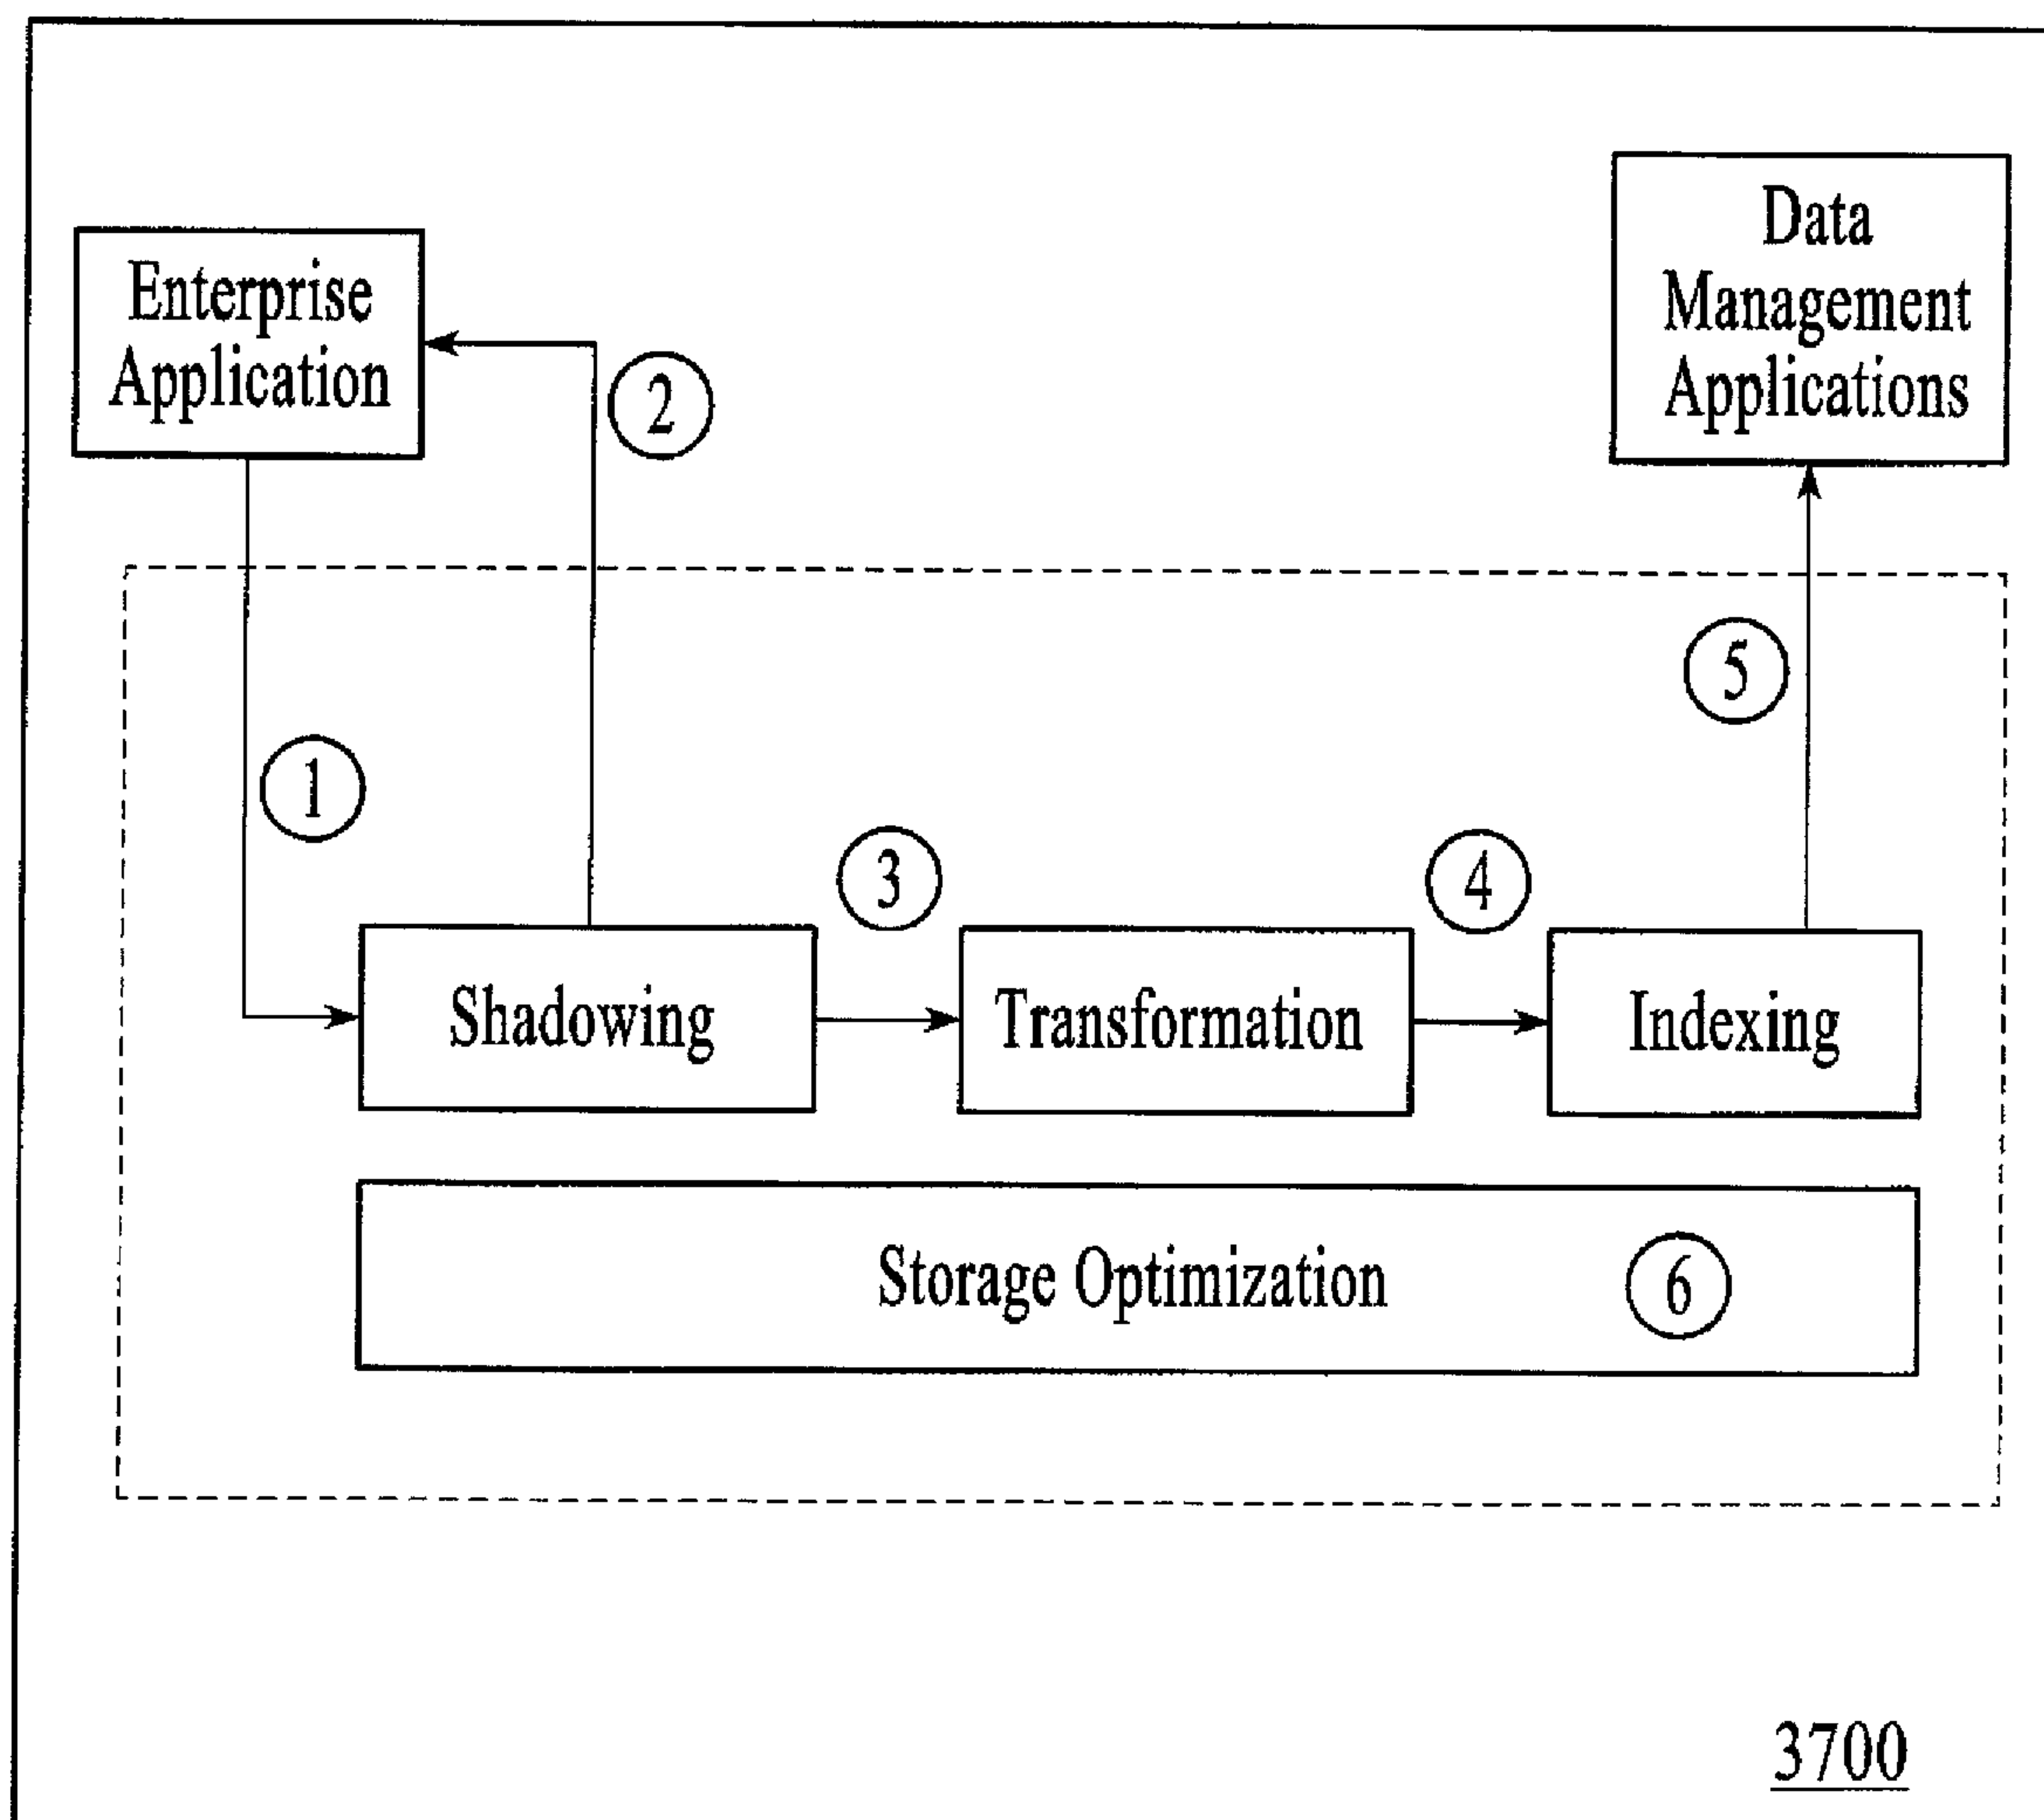 Data
Management
Applications
Enterprise
Application
2
5
1
3
4
Shadowing
Transformation
Indexing
Storage Optimization
6
3700